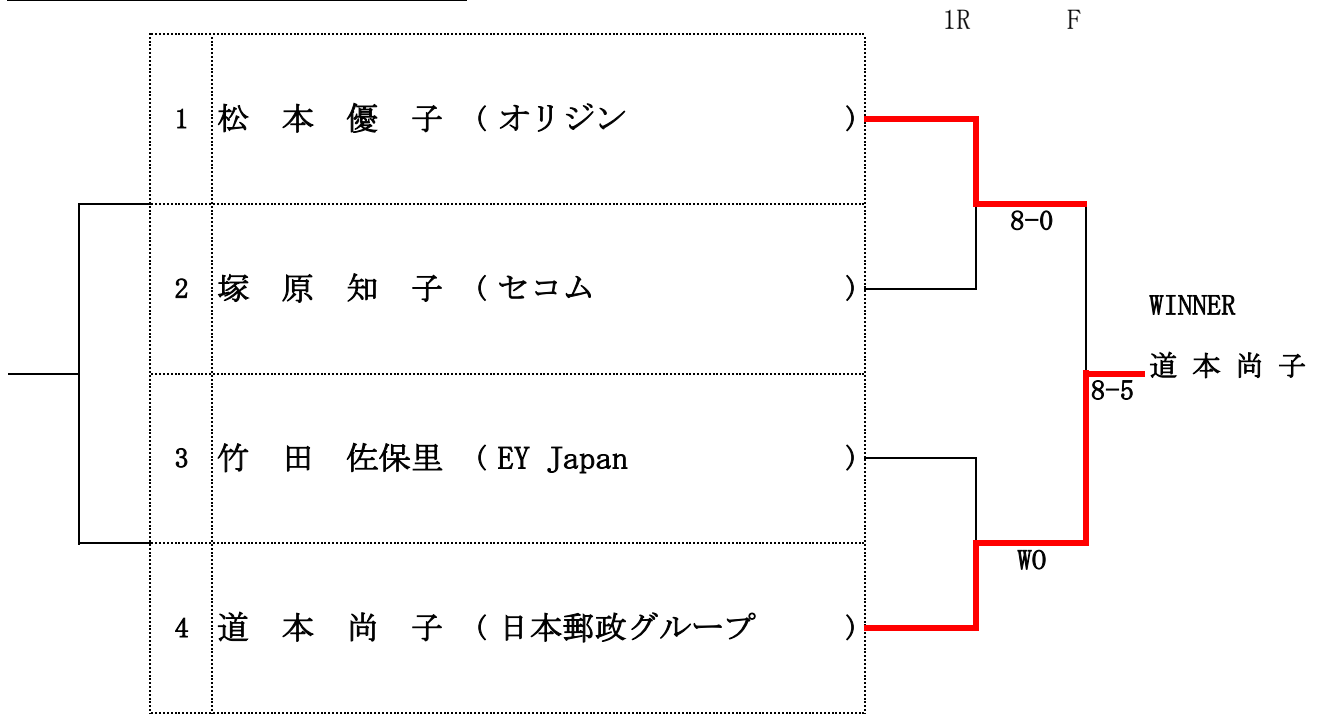 1R F
1 松 本 優 子 ( オリジン )
8-0
2 塚 原 知 子 ( セコム )
WINNER
道 本 尚 子
8-5
3 竹 田 佐保里 ( EY Japan )
WO
4 道 本 尚 子 ( 日本郵政グループ )